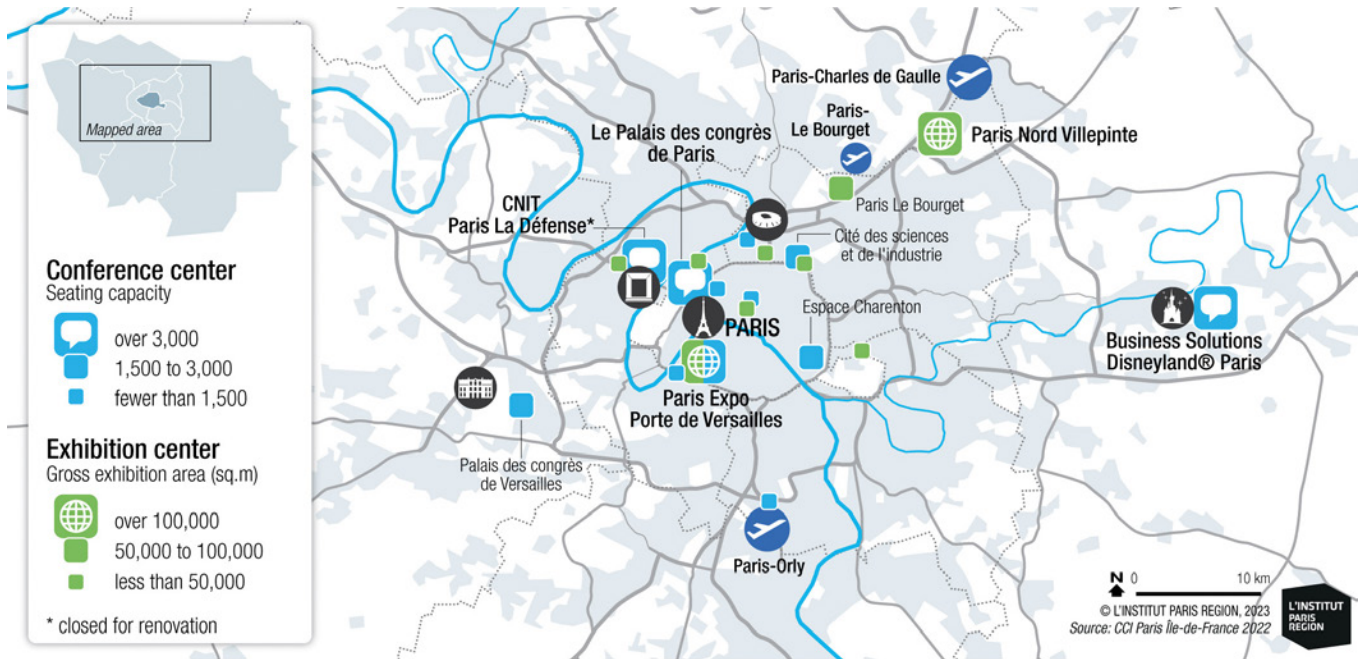 Mapped area
Conference center
Seating capacity
over 3,000
1,500 to 3,000
fewer than 1,500
Exhibition center
Gross exhibition area (sq.m)
over 100,000
50,000 to 100,000
less than 50,000
* closed for renovation
Paris-Charles de Gaulle
Paris-
Le Bourget
Paris Nord Villepinte
Le Palais des congrès
de Paris
Paris Le Bourget
CNIT
Paris La Défense*
Cité des sciences
et de l'industrie
Espace Charenton
PARIS
Business Solutions
Disneyland® Paris
Paris Expo
Porte de Versailles
Palais des congrès
de Versailles
Paris-Orly
N
0 10 km
© L'INSTITUT PARIS REGION, 2023
Source: CCI Paris Île-de-France 2022
L'INSTITUT
PARIS
REGION